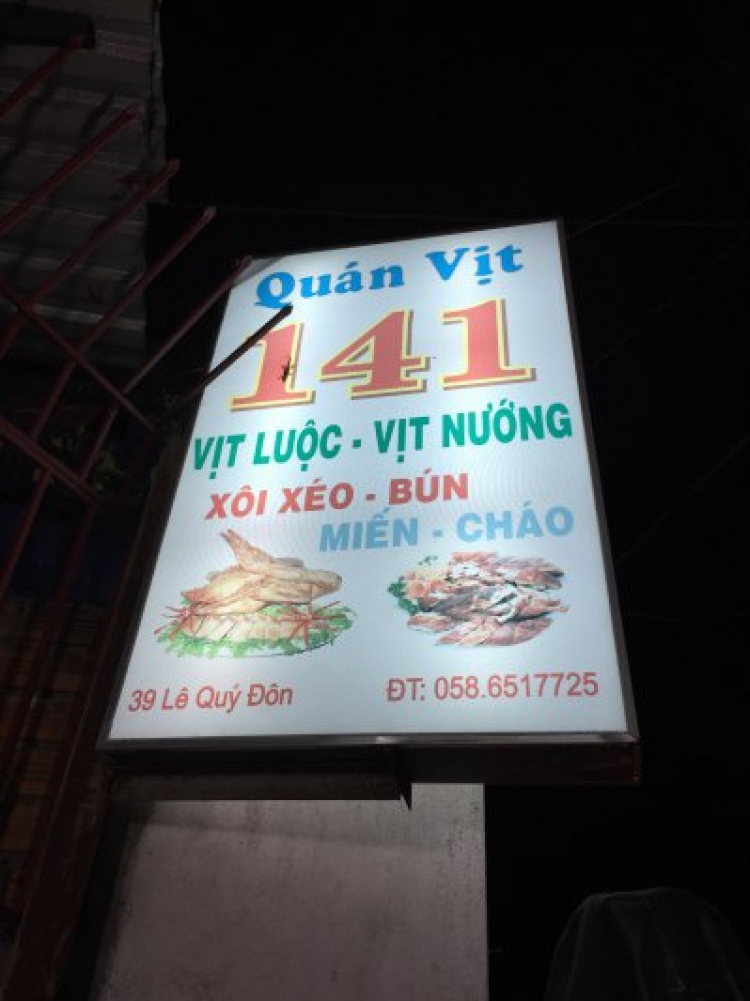 Quán Vịt
141
VỊT LUỘC - VỊT NƯỚNG
XÔI XÉO - BÚN
MIẾN - CHÁO
39 Lê Quý Đôn
ĐT: 058.6517725